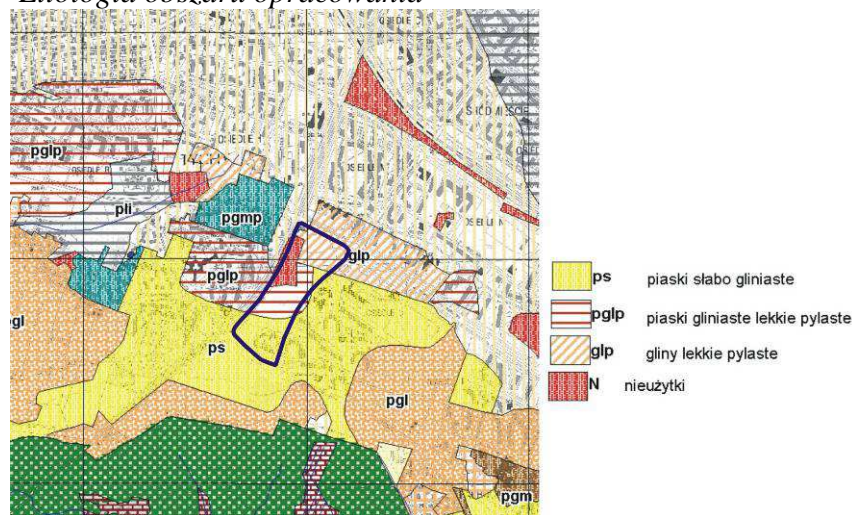 Litologia obszaru opracowania
OSIEDLE H
pglp
pli
pgmp
OSIEDLE N
glp
pglp
pgl
ps
pgl
pgm
ps piaski słabo gliniaste
pglp piaski gliniaste lekkie pylaste
glp gliny lekkie pylaste
N nieużytki